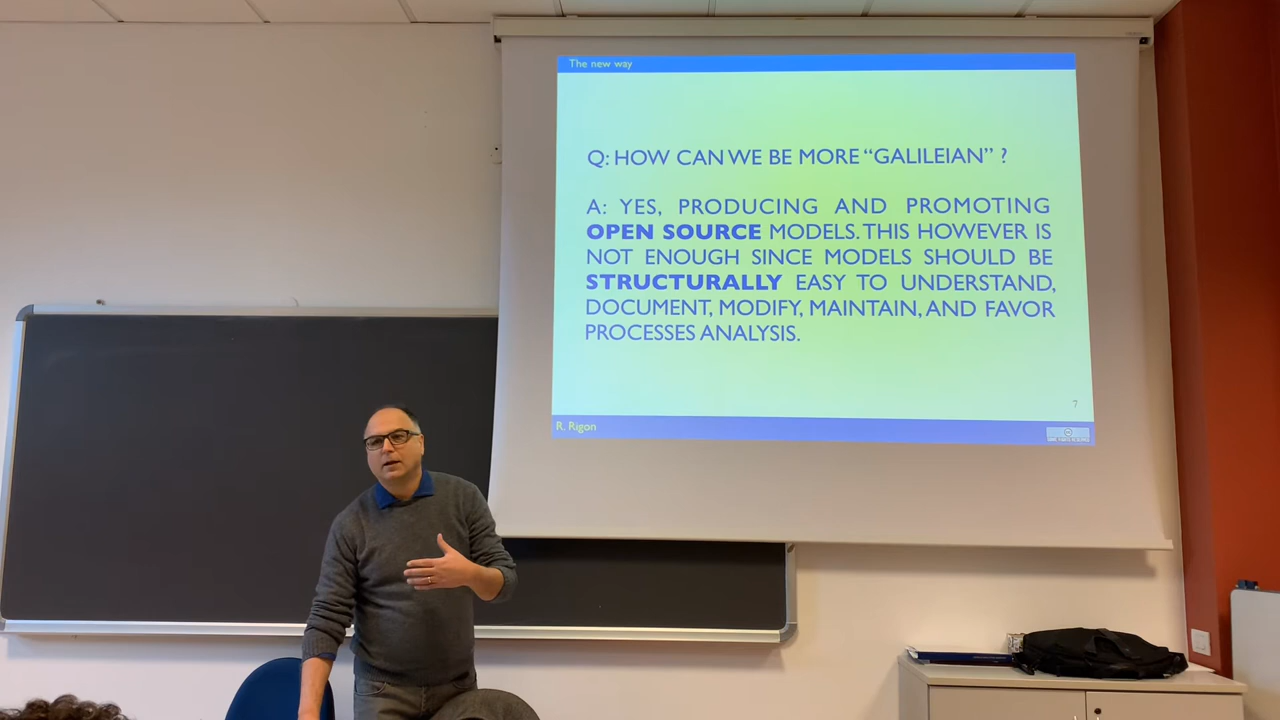 The new way
Q: HOW CAN WE BE MORE “GALILEIAN” ?
A: YES, PRODUCING AND PROMOTING
OPEN SOURCE MODELS. THIS HOWEVER IS
NOT ENOUGH SINCE MODELS SHOULD BE
STRUCTURALLY EASY TO UNDERSTAND,
DOCUMENT, MODIFY, MAINTAIN, AND FAVOR
PROCESSES ANALYSIS.
7
R. Rigon